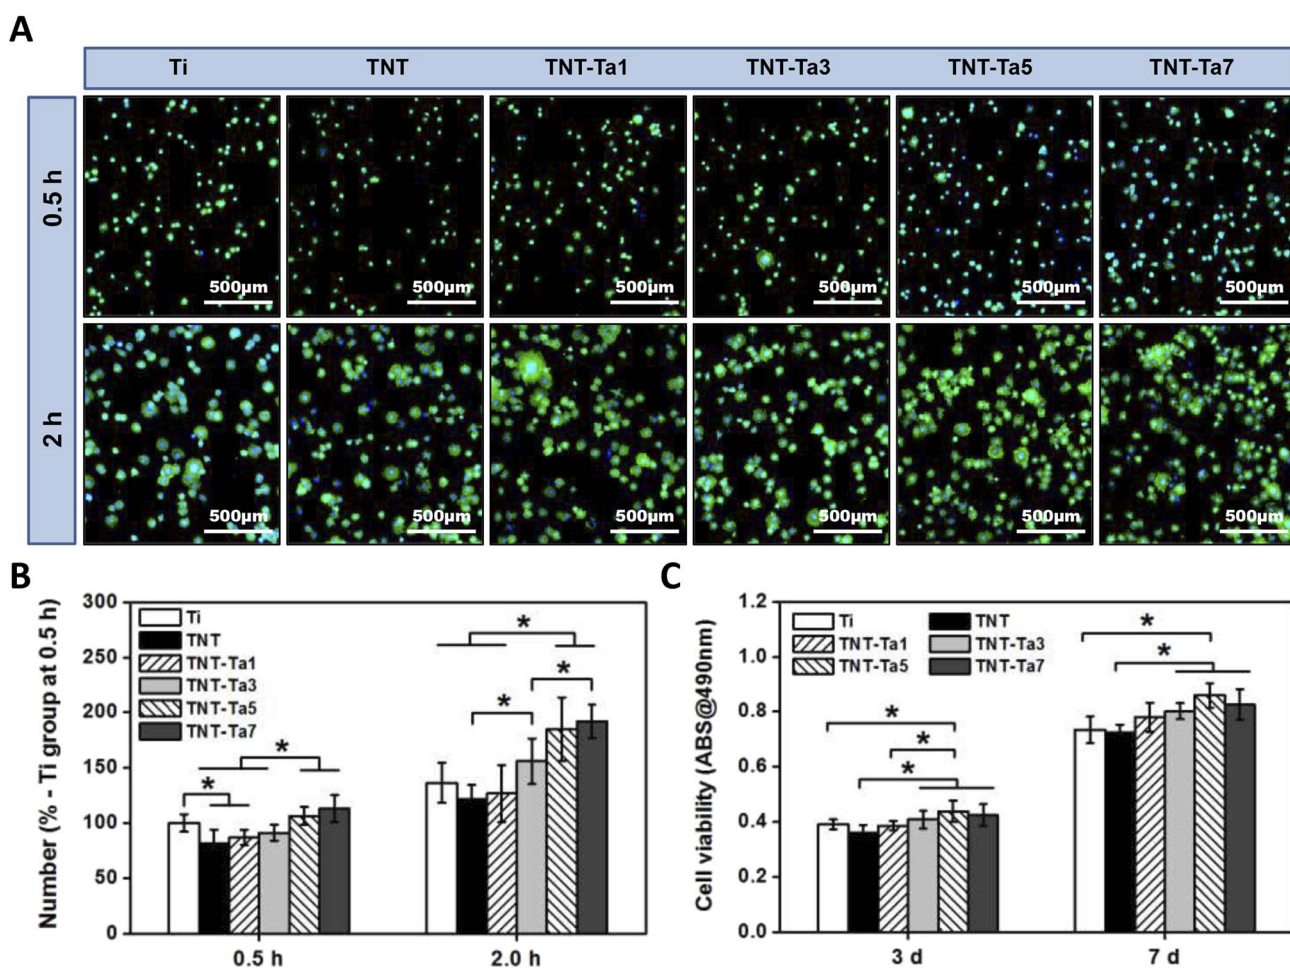 A
Ti TNT TNT-Ta1 TNT-Ta3 TNT-Ta5 TNT-Ta7
0.5 h
500μm 500μm 500μm 500μm 500μm 500μm
2 h
500μm 500μm 500μm 500μm 500μm 500μm
B
Number (% - Ti group at 0.5 h)
300
250
200
150
100
50
0
Ti
TNT
TNT-Ta1
TNT-Ta3
TNT-Ta5
TNT-Ta7
* * * * *
0.5 h 2.0 h
C
Cell viability (ABS@490nm)
1.2
1.0
0.8
0.6
0.4
0.2
0.0
Ti TNT
TNT-Ta1 TNT-Ta3
TNT-Ta5 TNT-Ta7
* * * * *
3 d 7 d